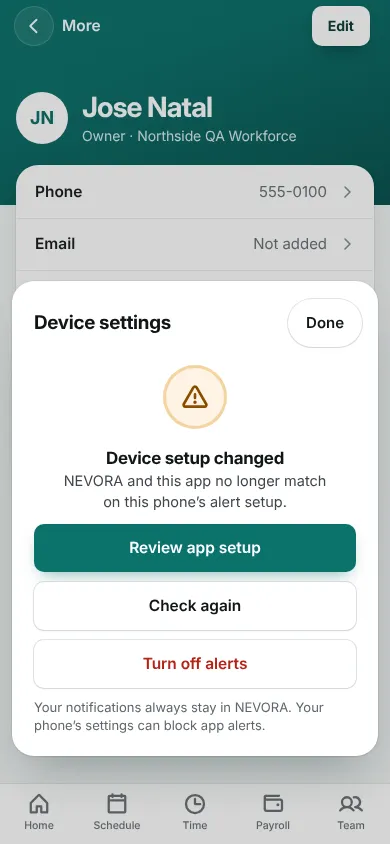 More
Edit
JN
Jose Natal
Owner · Northside QA Workforce
Phone
555-0100
Email
Not added
Device settings
Done
Device setup changed
NEVORA and this app no longer match
on this phone’s alert setup.
Review app setup
Check again
Turn off alerts
Your notifications always stay in NEVORA. Your
phone’s settings can block app alerts.
Home
Schedule
Time
Payroll
Team